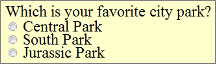 Which is your favorite city park?
Central Park
South Park
Jurassic Park